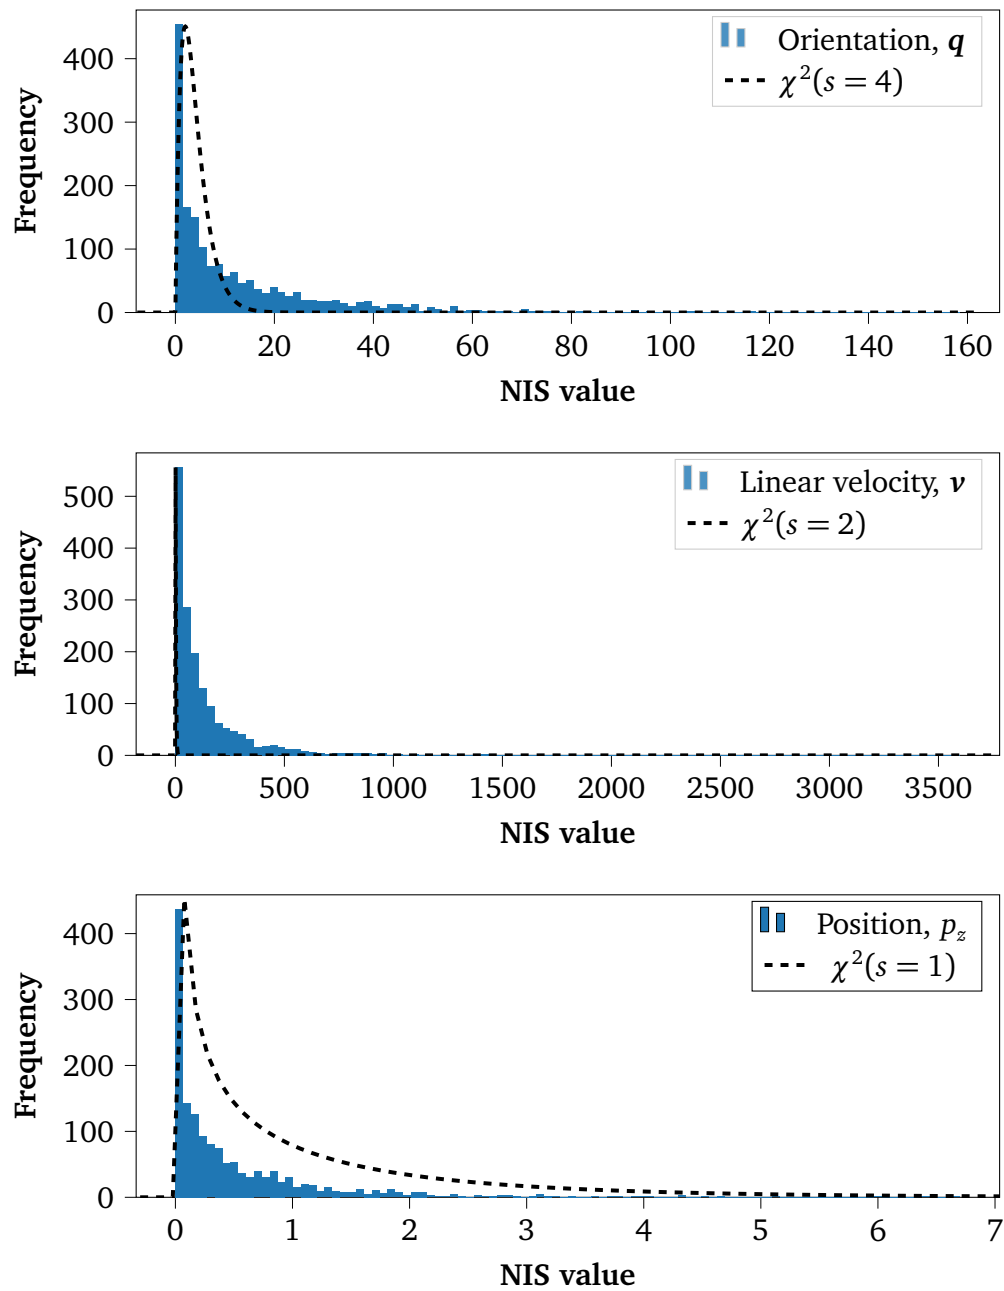 Orientation, q
χ²(s = 4)
400
300
200
100
0
Frequency
0 20 40 60 80 100 120 140 160
NIS value
Linear velocity, v
χ²(s = 2)
500
400
300
200
100
0
Frequency
0 500 1000 1500 2000 2500 3000 3500
NIS value
Position, p_z
χ²(s = 1)
400
300
200
100
0
Frequency
0 1 2 3 4 5 6 7
NIS value